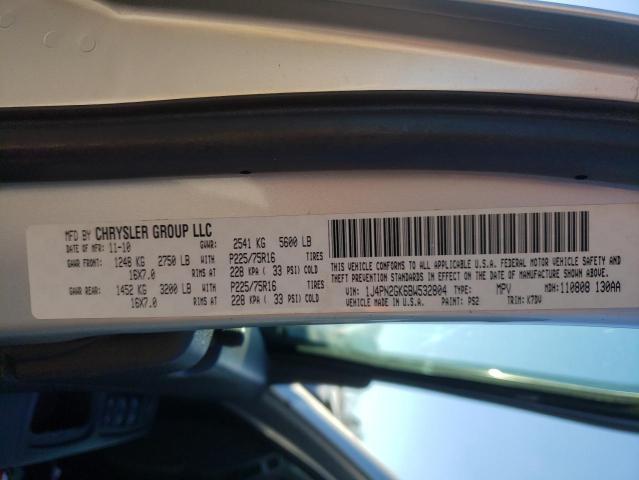 MFD BY CHRYSLER GROUP LLC
DATE OF MFR: 11-10 GVWR: 2541 KG 5600 LB
GAWR FRONT: 1248 KG 2750 LB P225/75R16 TIRES
16X7.0 RIMS AT 228 KPA ( 33 PSI) COLD
GAWR REAR: 1452 KG 3200 LB P225/75R16 TIRES
16X7.0 RIMS AT 228 KPA ( 33 PSI) COLD
THIS VEHICLE CONFORMS TO ALL APPLICABLE U.S.A. FEDERAL MOTOR VEHICLE SAFETY, BUMPER AND
THEFT PREVENTION STANDARDS IN EFFECT ON THE DATE OF MANUFACTURE SHOWN ABOVE.
VIN: 1J4PN2GK6BW532804 TYPE: MPV MDH: 110808 130AA
VEHICLE MADE IN U.S.A. PAINT: PS2 TRIM: K7DV